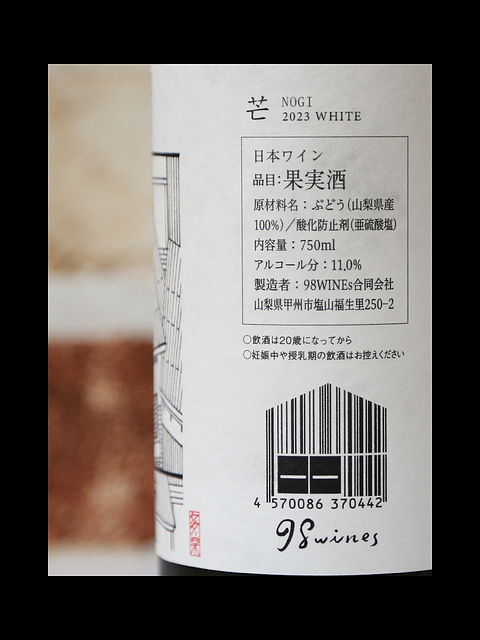 芒 NOGI
2023 WHITE
日本ワイン
品目：果実酒
原材料名：ぶどう（山梨県産
100%）／酸化防止剤（亜硫酸塩）
内容量：750ml
アルコール分：11.0%
製造者：98WINEs合同会社
山梨県甲州市塩山福生里250-2
○飲酒は20歳になってから
○妊娠中や授乳期の飲酒はお控えください
4 570086 370442
98wines